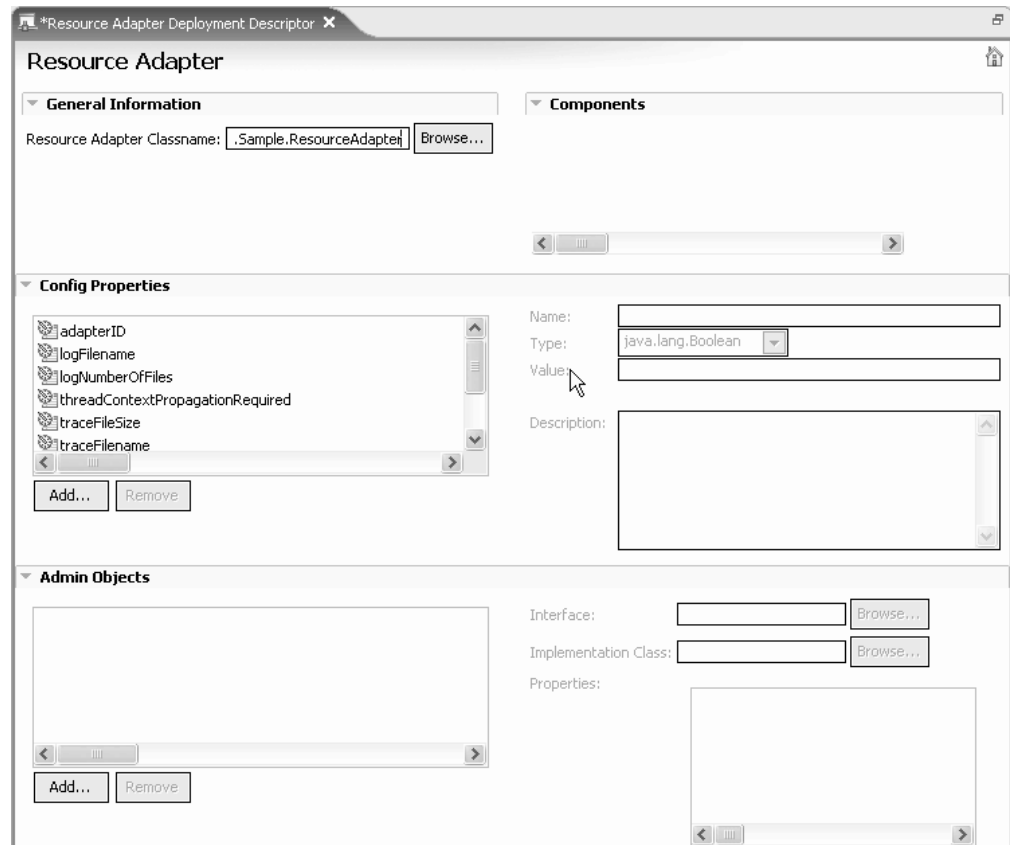 *Resource Adapter Deployment Descriptor
Resource Adapter
General Information
Components
Resource Adapter Classname: .Sample.ResourceAdapter Browse...
Config Properties
adapterID
logFilename
logNumberOfFiles
threadContextPropagationRequired
traceFileSize
traceFilename
Add... Remove
Name:
Type: java.lang.Boolean
Value:
Description:
Admin Objects
Add... Remove
Interface: Browse...
Implementation Class: Browse...
Properties: